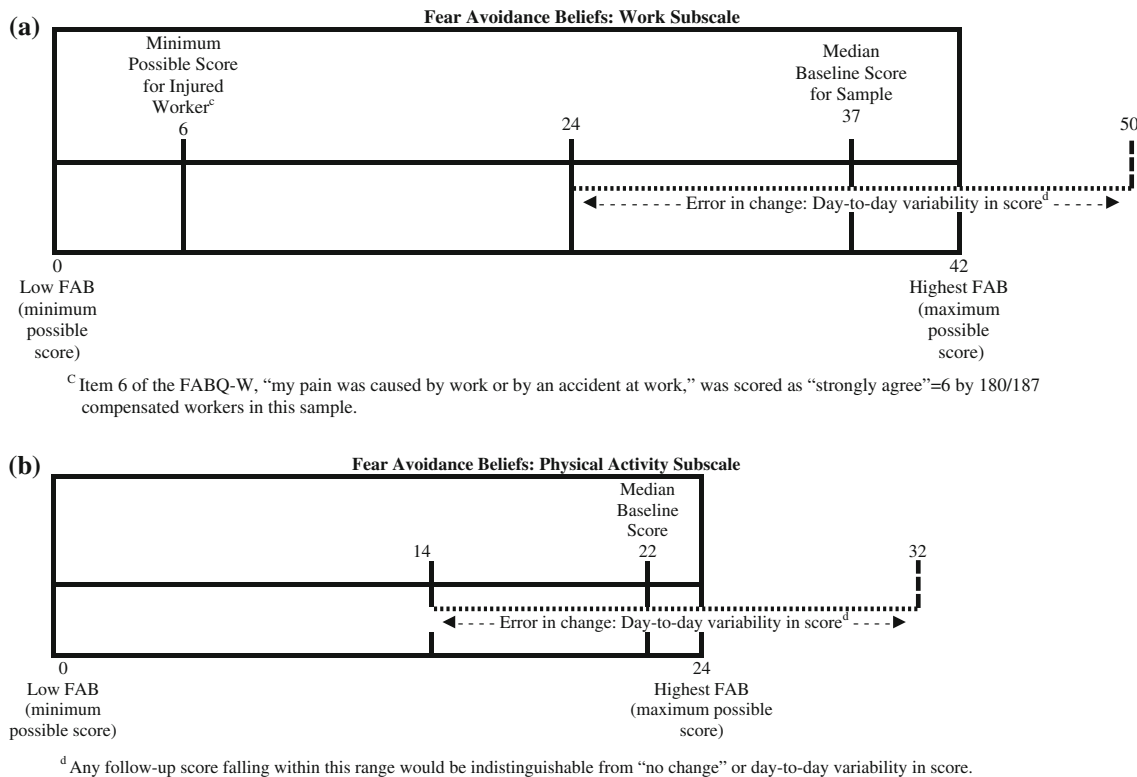 Fear Avoidance Beliefs: Work Subscale
(a)
Minimum
Possible Score
for Injured
Worker^c
6
24
Median
Baseline Score
for Sample
37
50
◄- - - - - - - - Error in change: Day-to-day variability in score^d - - - - -►
0
Low FAB
(minimum
possible
score)
42
Highest FAB
(maximum
possible
score)
^C Item 6 of the FABQ-W, “my pain was caused by work or by an accident at work,” was scored as “strongly agree”=6 by 180/187
compensated workers in this sample.
(b)
Fear Avoidance Beliefs: Physical Activity Subscale
14
Median
Baseline
Score
22
32
◄- - - - Error in change: Day-to-day variability in score^d - - - -►
0
Low FAB
(minimum
possible score)
24
Highest FAB
(maximum possible
score)
^d Any follow-up score falling within this range would be indistinguishable from “no change” or day-to-day variability in score.